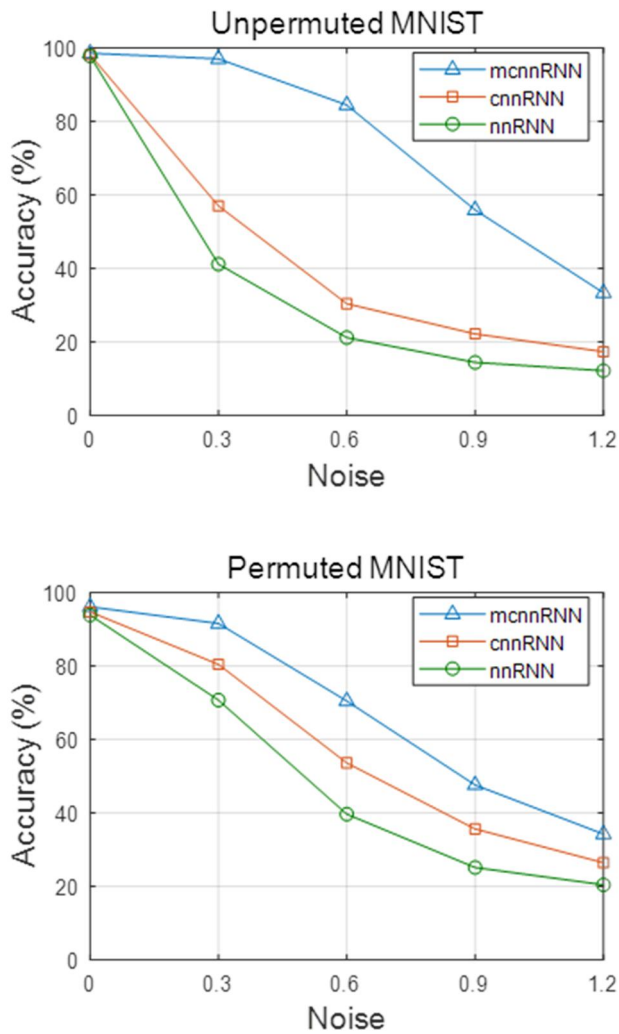 Unpermuted MNIST
100
80
60
40
20
0
Accuracy (%)
mcnnRNN
cnnRNN
nnRNN
0 0.3 0.6 0.9 1.2
Noise
Permuted MNIST
100
80
60
40
20
0
Accuracy (%)
mcnnRNN
cnnRNN
nnRNN
0 0.3 0.6 0.9 1.2
Noise